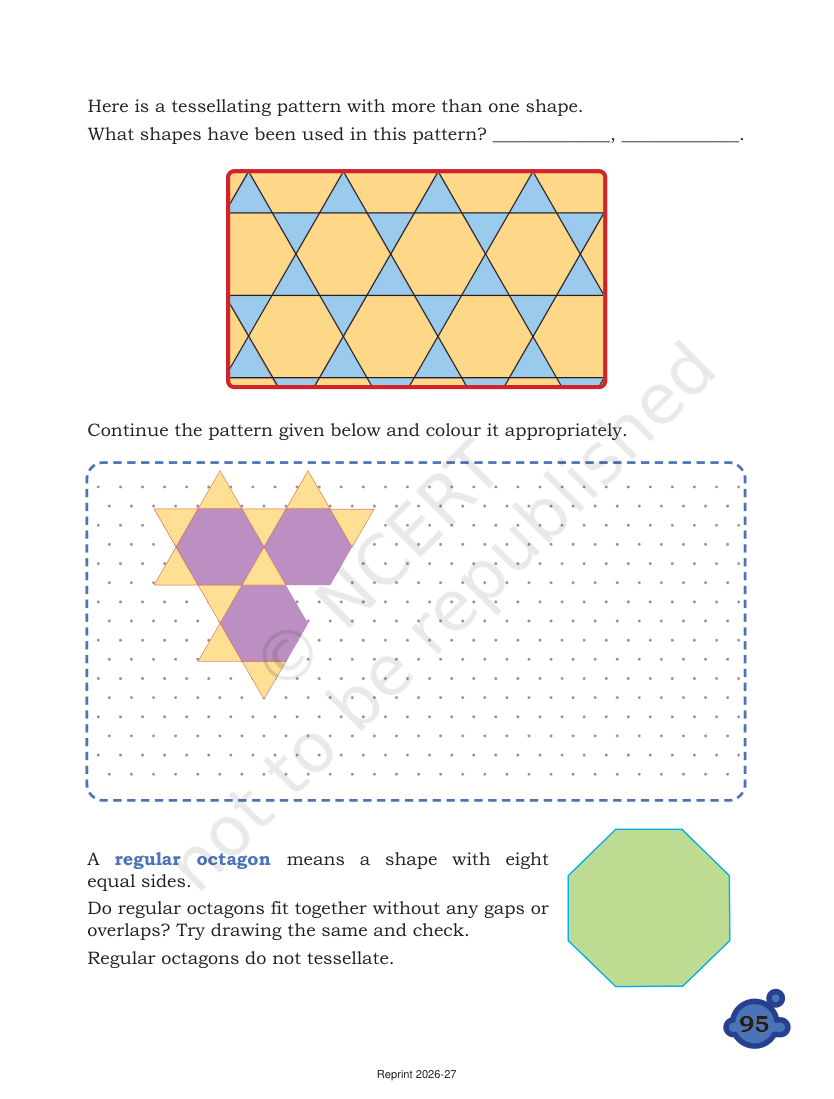 Here is a tessellating pattern with more than one shape.
What shapes have been used in this pattern? _____________, _____________.
Continue the pattern given below and colour it appropriately.
© NCERT
not to be republished
A regular octagon means a shape with eight
equal sides.
Do regular octagons fit together without any gaps or
overlaps? Try drawing the same and check.
Regular octagons do not tessellate.
95
Reprint 2026-27